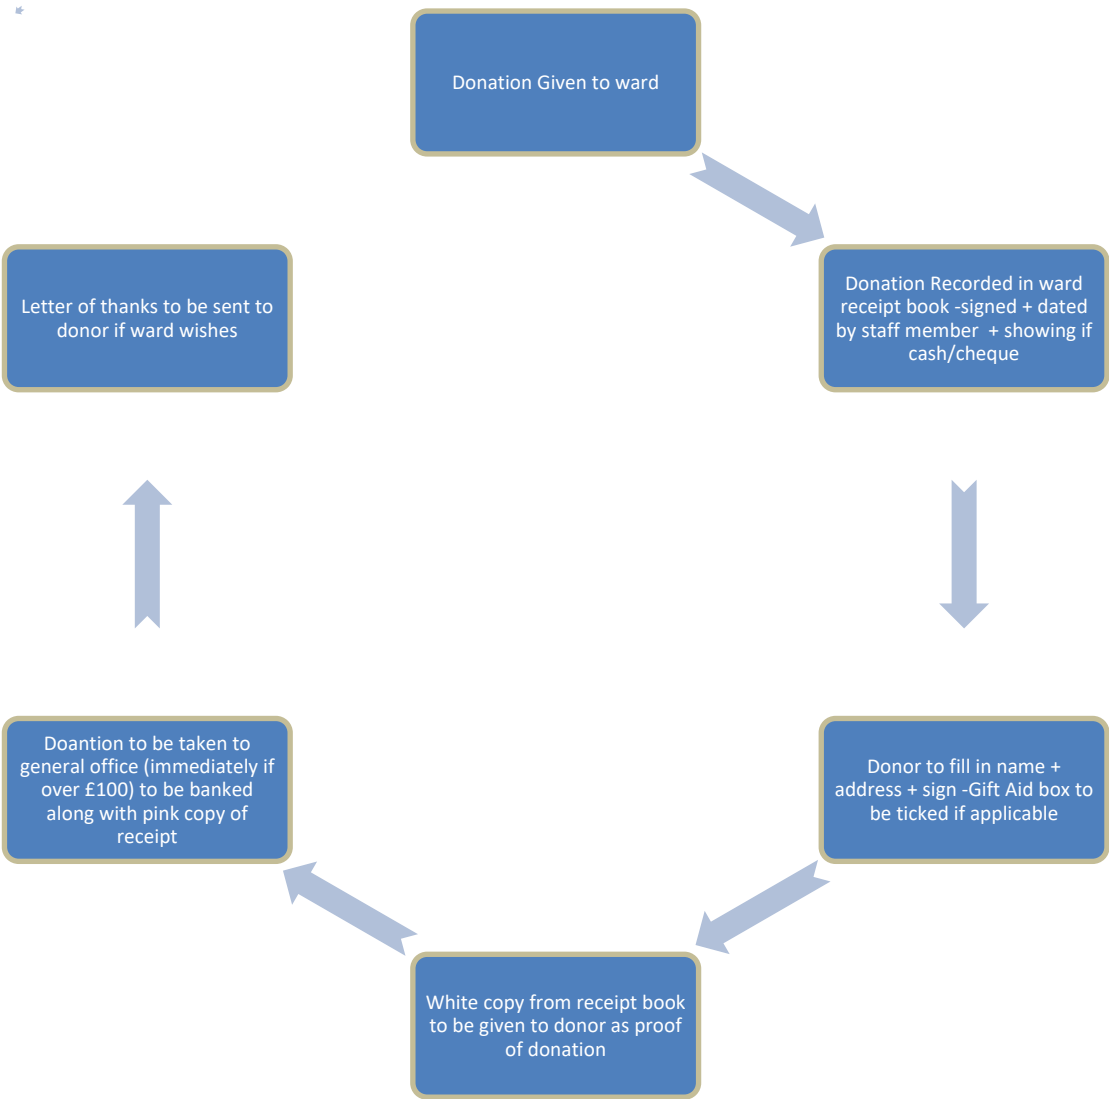 Donation Given to ward
Donation Recorded in ward
receipt book -signed + dated
by staff member  + showing if
cash/cheque
Donor to fill in name +
address + sign -Gift Aid box to
be ticked if applicable
White copy from receipt book
to be given to donor as proof
of donation
Doantion to be taken to
general office (immediately if
over £100) to be banked
along with pink copy of
receipt
Letter of thanks to be sent to
donor if ward wishes